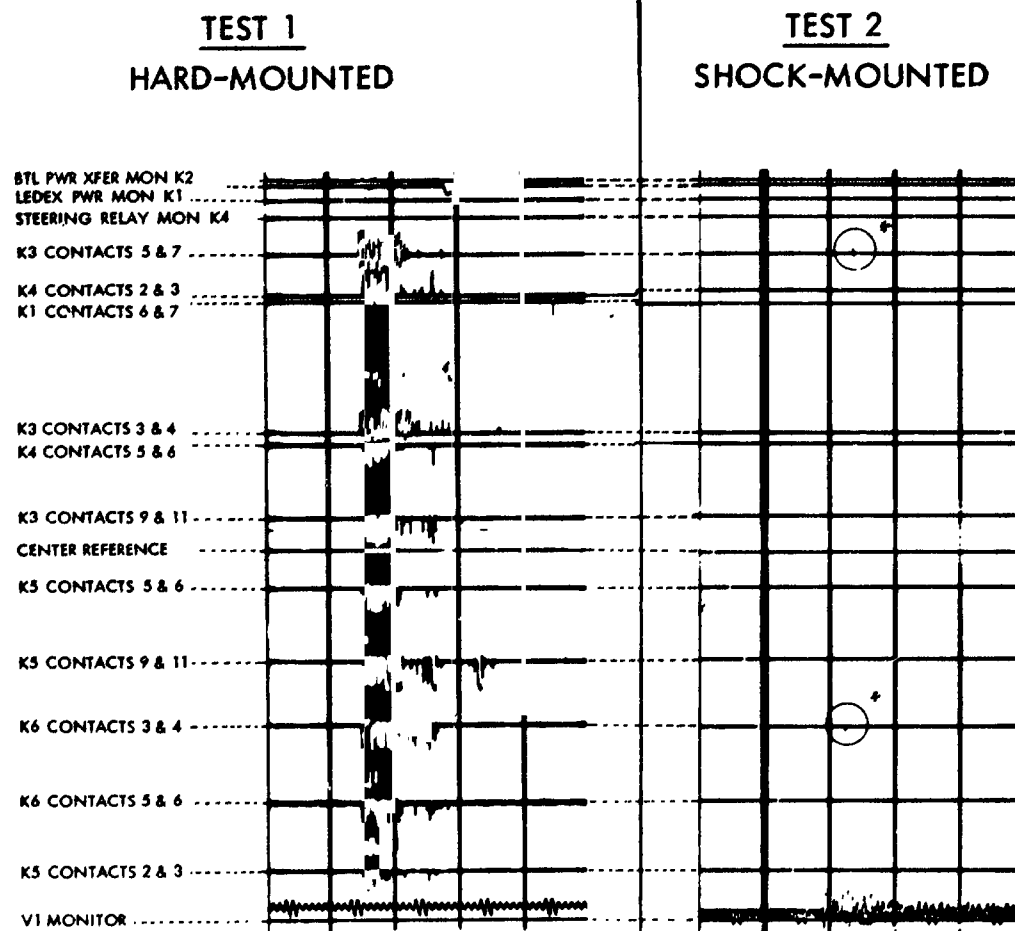 TEST 1
HARD-MOUNTED
TEST 2
SHOCK-MOUNTED
BTL PWR XFER MON K2
LEDEX PWR MON K1
STEERING RELAY MON K4
K3 CONTACTS 5 & 7
K4 CONTACTS 2 & 3
K1 CONTACTS 6 & 7
K3 CONTACTS 3 & 4
K4 CONTACTS 5 & 6
K3 CONTACTS 9 & 11
CENTER REFERENCE
K5 CONTACTS 5 & 6
K5 CONTACTS 9 & 11
K6 CONTACTS 3 & 4
K6 CONTACTS 5 & 6
K5 CONTACTS 2 & 3
V1 MONITOR